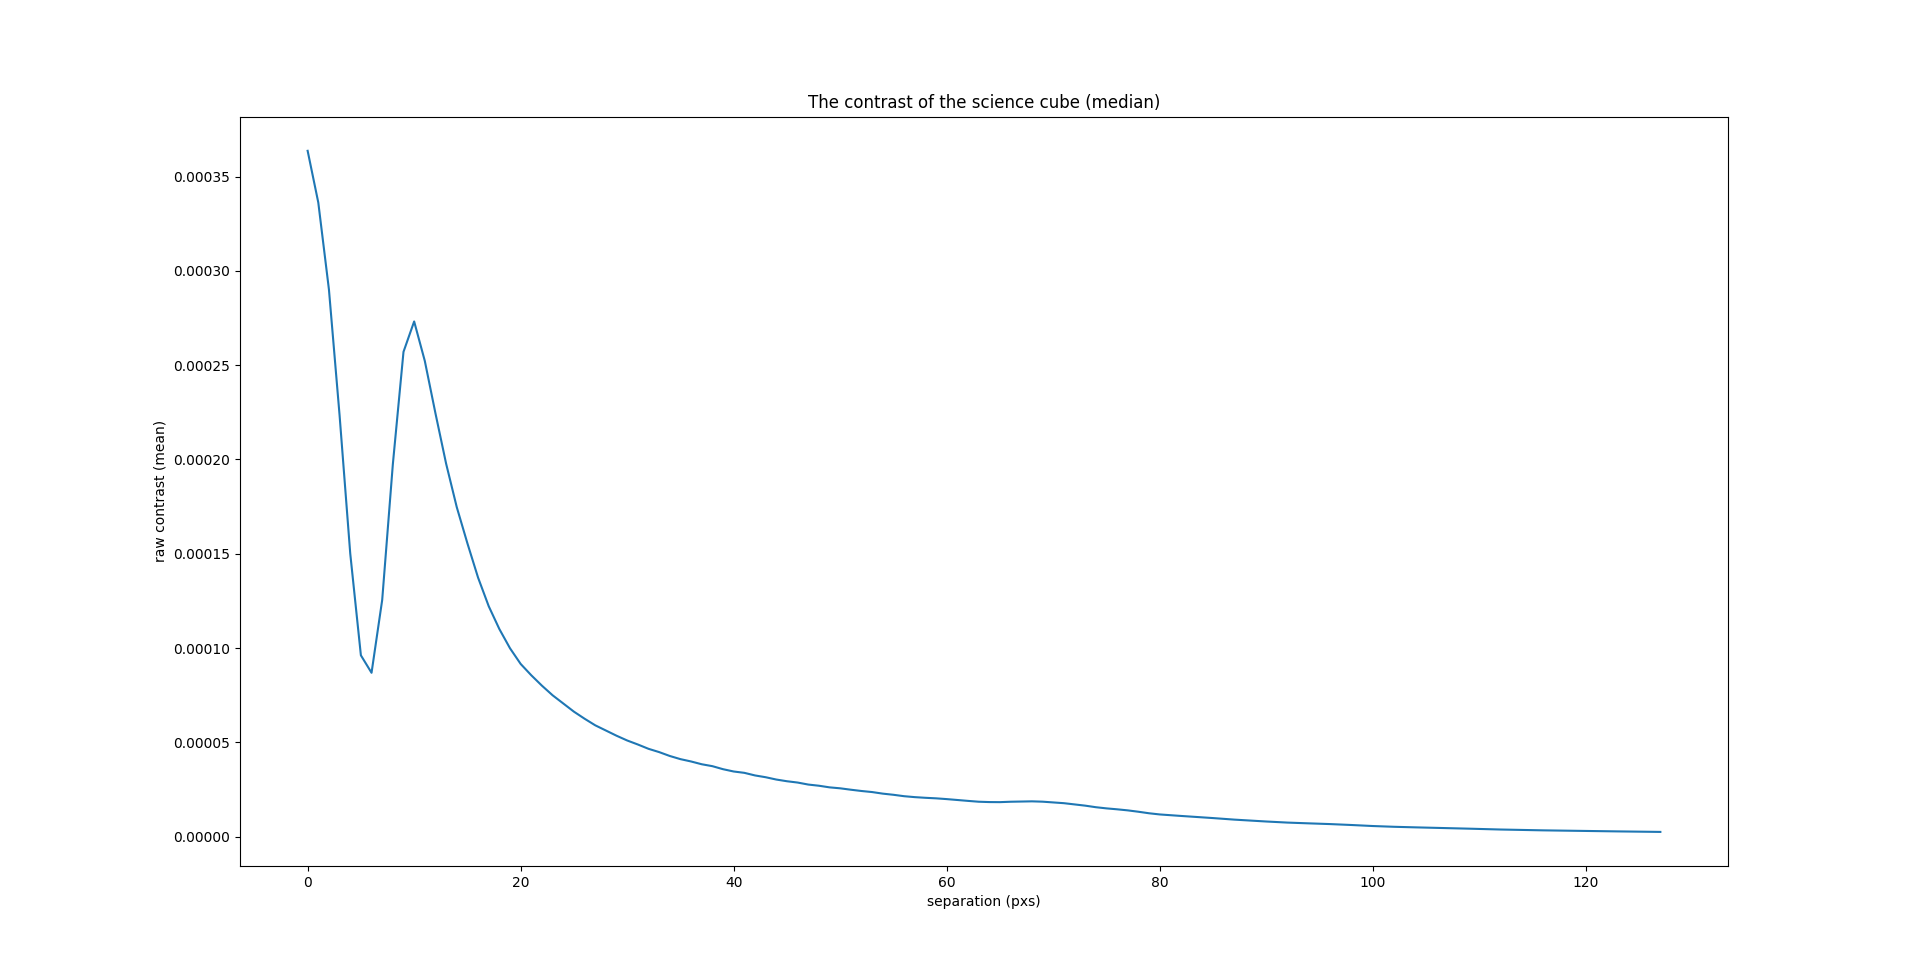 The contrast of the science cube (median)
0.00035
0.00030
0.00025
0.00020
0.00015
0.00010
0.00005
0.00000
raw contrast (mean)
0 20 40 60 80 100 120
separation (pxs)